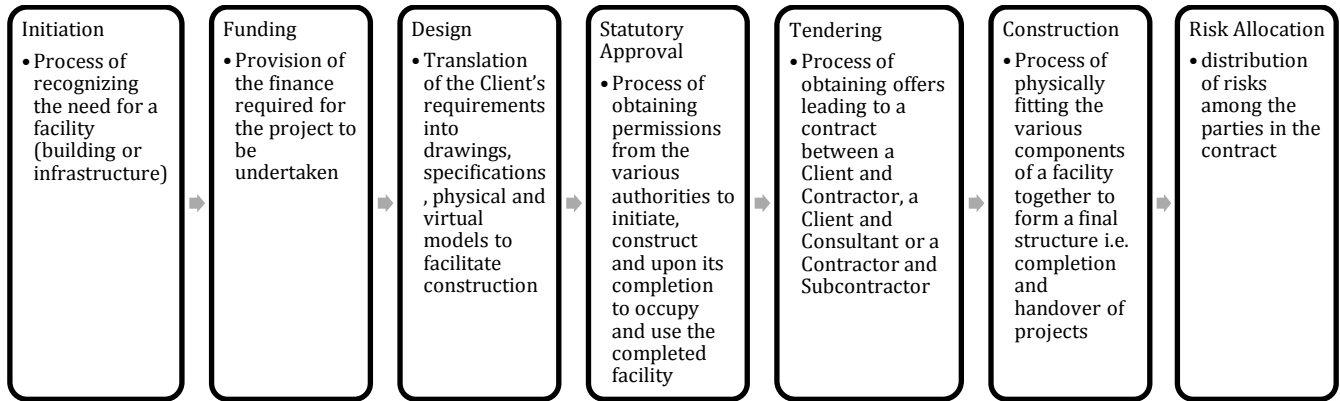 Initiation
• Process of
recognizing
the need for a
facility
(building or
infrastructure)
Funding
• Provision of
the finance
required for
the project to
be
undertaken
Design
• Translation
of the Client's
requirements
into
drawings,
specifications
, physical and
virtual
models to
facilitate
construction
Statutory
Approval
• Process of
obtaining
permissions
from the
various
authorities to
initiate,
construct
and upon its
completion
to occupy
and use the
completed
facility
Tendering
• Process of
obtaining offers
leading to a
contract
between a
Client and
Contractor, a
Client and
Consultant or a
Contractor and
Subcontractor
Construction
• Process of
physically
fitting the
various
components
of a facility
together to
form a final
structure i.e.
completion
and
handover of
projects
Risk Allocation
• distribution
of risks
among the
parties in the
contract